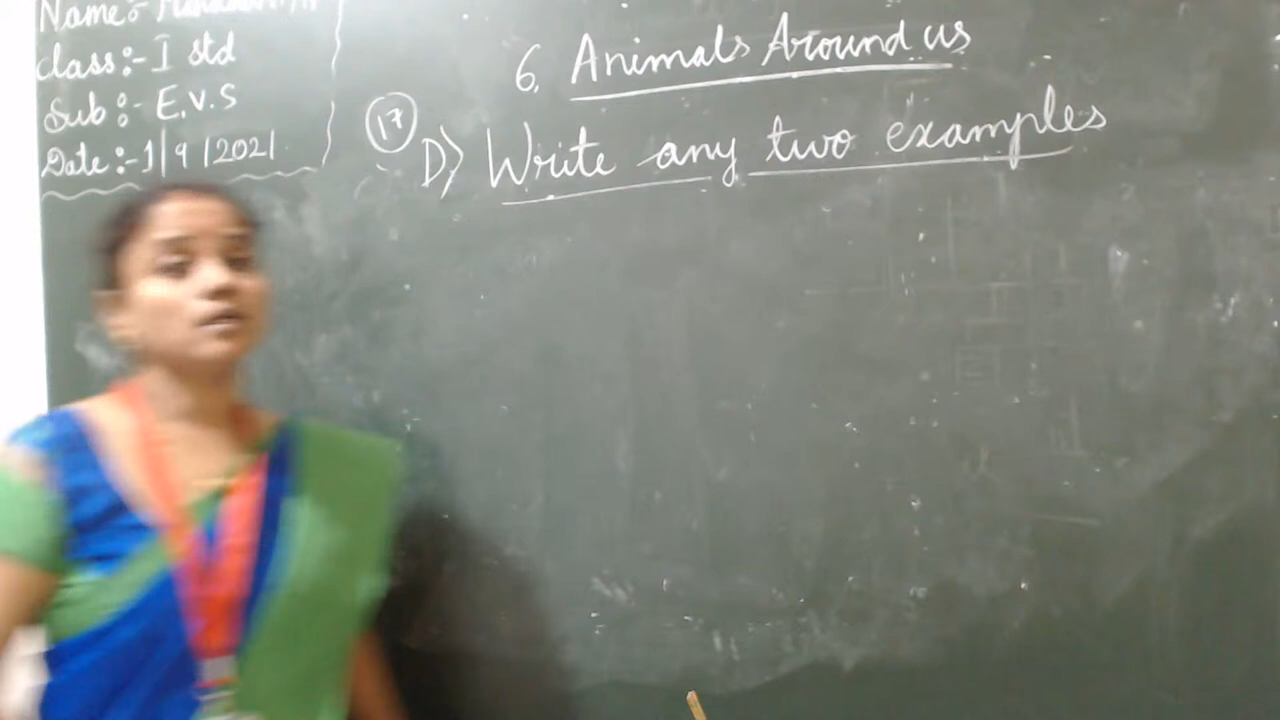 Name:-
Class:- I std
Sub:- E.V.S
Date:-1/9/2021
6. Animals Around us
17
D) Write any two examples